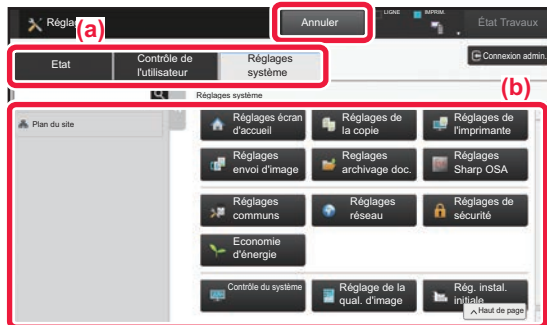 Réglages
(a)
Annuler
LIGNE
IMPRIM.
État Travaux
Etat
Contrôle de
l'utilisateur
Réglages
système
Connexion admin.
(b)
Réglages système
Plan du site
Réglages écran
d'accueil
Réglages de
la copie
Réglages de
l'imprimante
Réglages
envoi d'image
Reglages
archivage doc.
Réglages
Sharp OSA
Réglages
communs
Réglages
réseau
Réglages de
sécurité
Economie
d'énergie
Contrôle du système
Réglage de la
qual. d'image
Rég. instal.
initiale
Haut de page